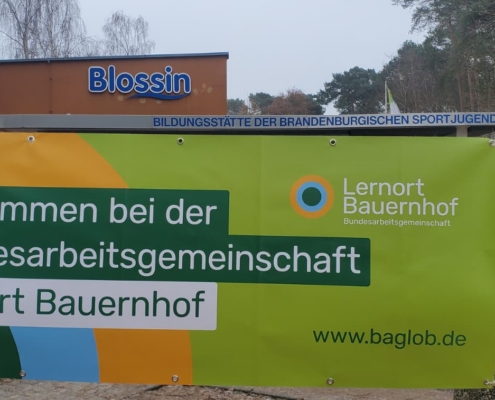 Blossin
BILDUNGSSTÄTTE DER BRANDENBURGISCHEN SPORTJUGEND
mmen bei der
esarbeitsgemeinschaft
rt Bauernhof
Lernort
Bauernhof
Bundesarbeitsgemeinschaft
www.baglob.de